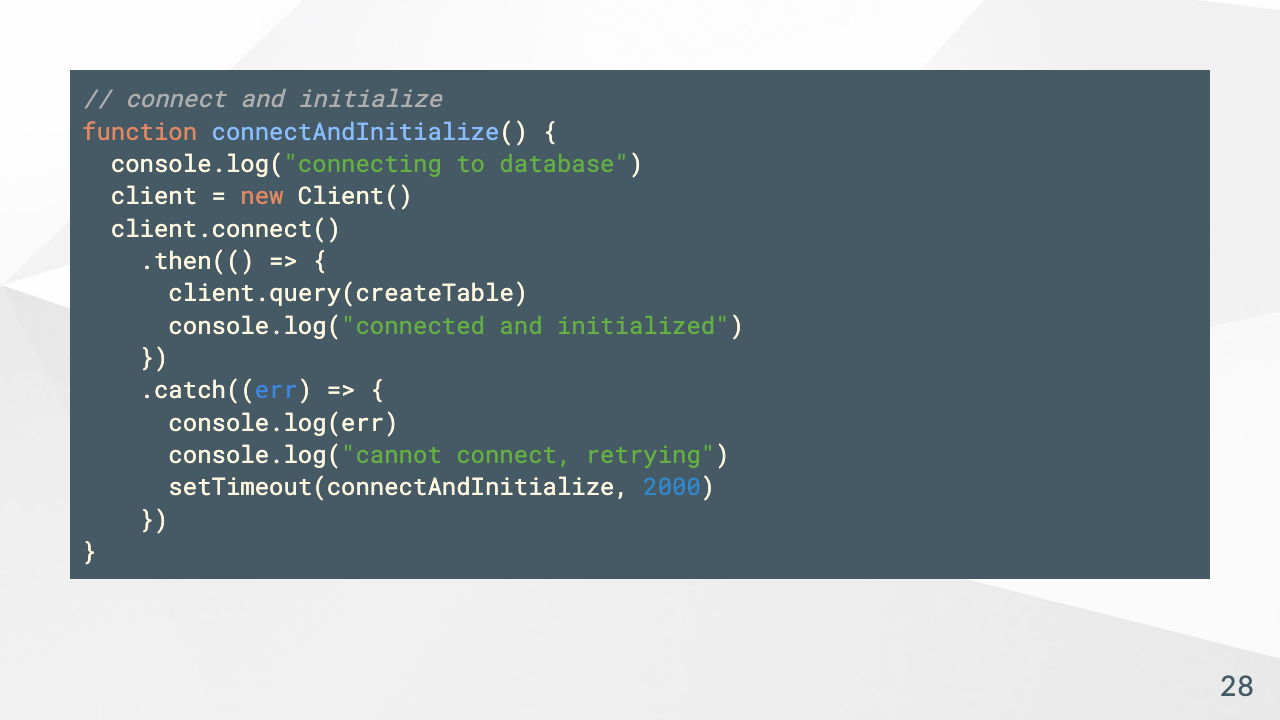 // connect and initialize
function connectAndInitialize() {
  console.log("connecting to database")
  client = new Client()
  client.connect()
    .then(() => {
      client.query(createTable)
      console.log("connected and initialized")
    })
    .catch((err) => {
      console.log(err)
      console.log("cannot connect, retrying")
      setTimeout(connectAndInitialize, 2000)
    })
}
28